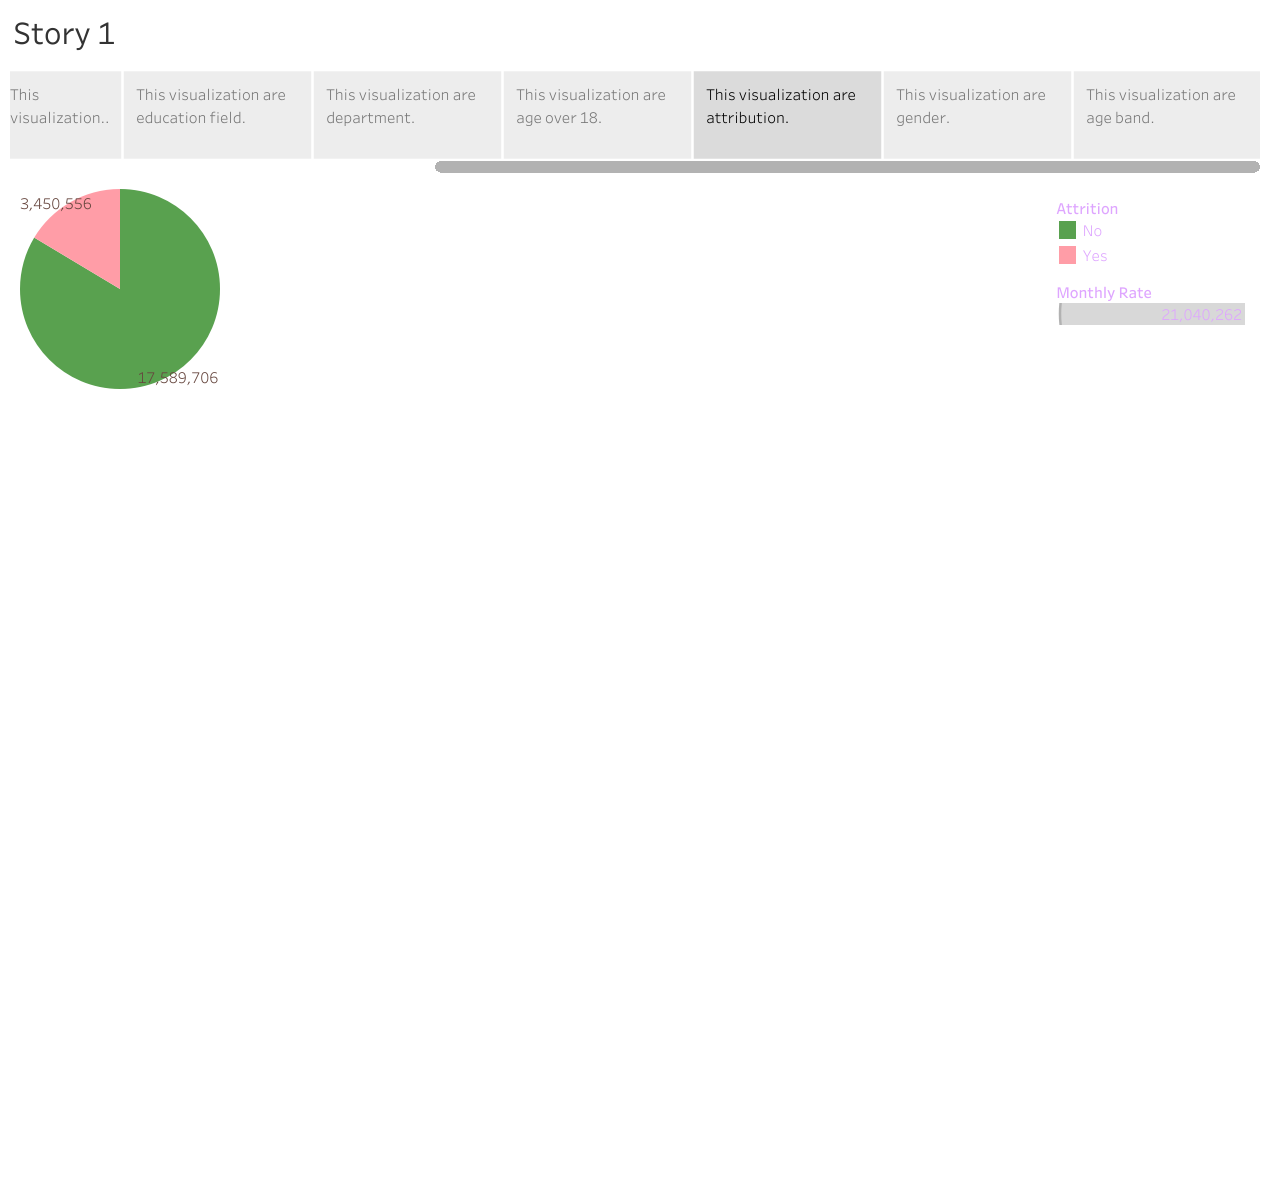 Story 1
This
visualization..
This visualization are
education field.
This visualization are
department.
This visualization are
age over 18.
This visualization are
attribution.
This visualization are
gender.
This visualization are
age band.
3,450,556
17,589,706
Attrition
No
Yes
Monthly Rate
21,040,262